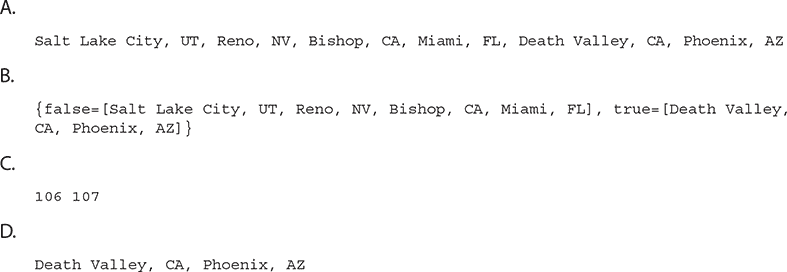 A.
Salt Lake City, UT, Reno, NV, Bishop, CA, Miami, FL, Death Valley, CA, Phoenix, AZ
B.
{false=[Salt Lake City, UT, Reno, NV, Bishop, CA, Miami, FL], true=[Death Valley,
CA, Phoenix, AZ]}
C.
106 107
D.
Death Valley, CA, Phoenix, AZ